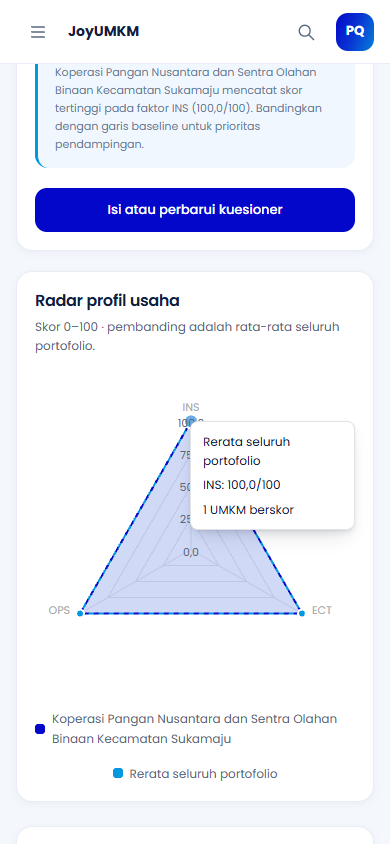 JoyUMKM
PQ
Koperasi Pangan Nusantara dan Sentra Olahan
Binaan Kecamatan Sukamaju mencatat skor
tertinggi pada faktor INS (100,0/100). Bandingkan
dengan garis baseline untuk prioritas
pendampingan.
Isi atau perbarui kuesioner
Radar profil usaha
Skor 0–100 · pembanding adalah rata-rata seluruh
portofolio.
INS
Rerata seluruh
portofolio
INS: 100,0/100
1 UMKM berskor
75
50
25
0,0
OPS
ECT
Koperasi Pangan Nusantara dan Sentra Olahan
Binaan Kecamatan Sukamaju
Rerata seluruh portofolio